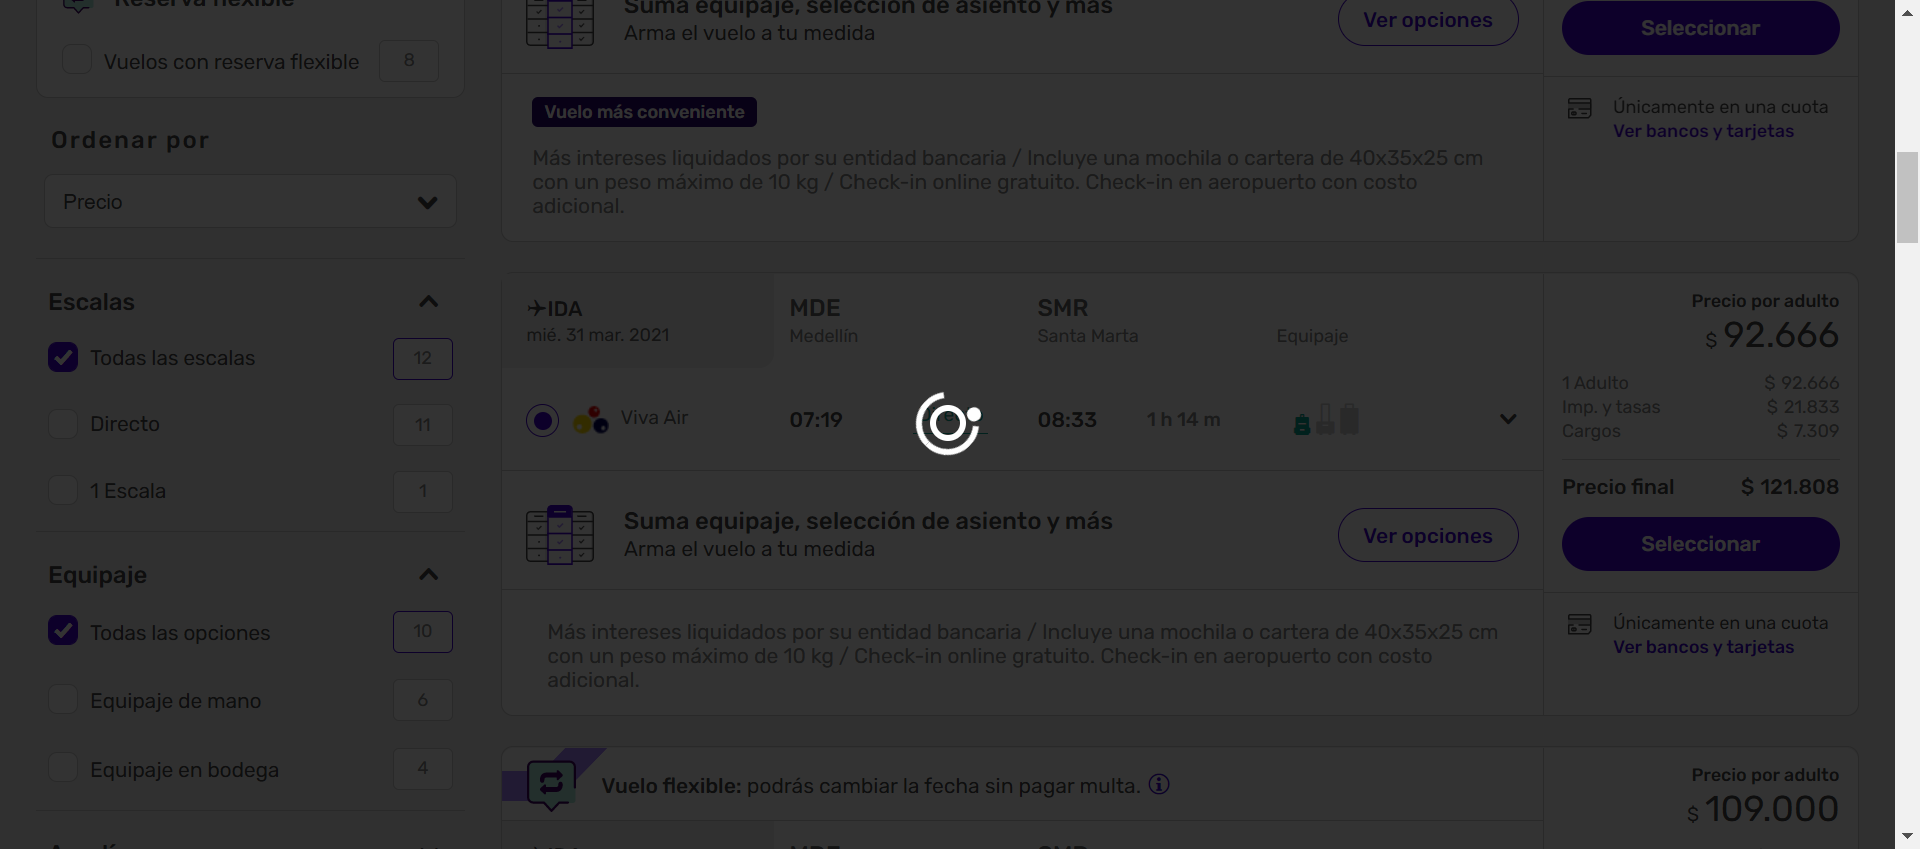 Reserva flexible
Vuelos con reserva flexible
8
Ordenar por
Precio
Escalas
Todas las escalas
12
Directo
11
1 Escala
1
Equipaje
Todas las opciones
10
Equipaje de mano
6
Equipaje en bodega
4
Suma equipaje, selección de asiento y más
Arma el vuelo a tu medida
Ver opciones
Seleccionar
Vuelo más conveniente
Más intereses liquidados por su entidad bancaria / Incluye una mochila o cartera de 40x35x25 cm
con un peso máximo de 10 kg / Check-in online gratuito. Check-in en aeropuerto con costo
adicional.
Únicamente en una cuota
Ver bancos y tarjetas
IDA
mié. 31 mar. 2021
MDE
Medellín
SMR
Santa Marta
Equipaje
Viva Air
07:19
08:33
1 h 14 m
Precio por adulto
$ 92.666
1 Adulto $ 92.666
Imp. y tasas $ 21.833
Cargos $ 7.309
Precio final $ 121.808
Seleccionar
Suma equipaje, selección de asiento y más
Arma el vuelo a tu medida
Ver opciones
Más intereses liquidados por su entidad bancaria / Incluye una mochila o cartera de 40x35x25 cm
con un peso máximo de 10 kg / Check-in online gratuito. Check-in en aeropuerto con costo
adicional.
Únicamente en una cuota
Ver bancos y tarjetas
Vuelo flexible: podrás cambiar la fecha sin pagar multa.
Precio por adulto
$ 109.000